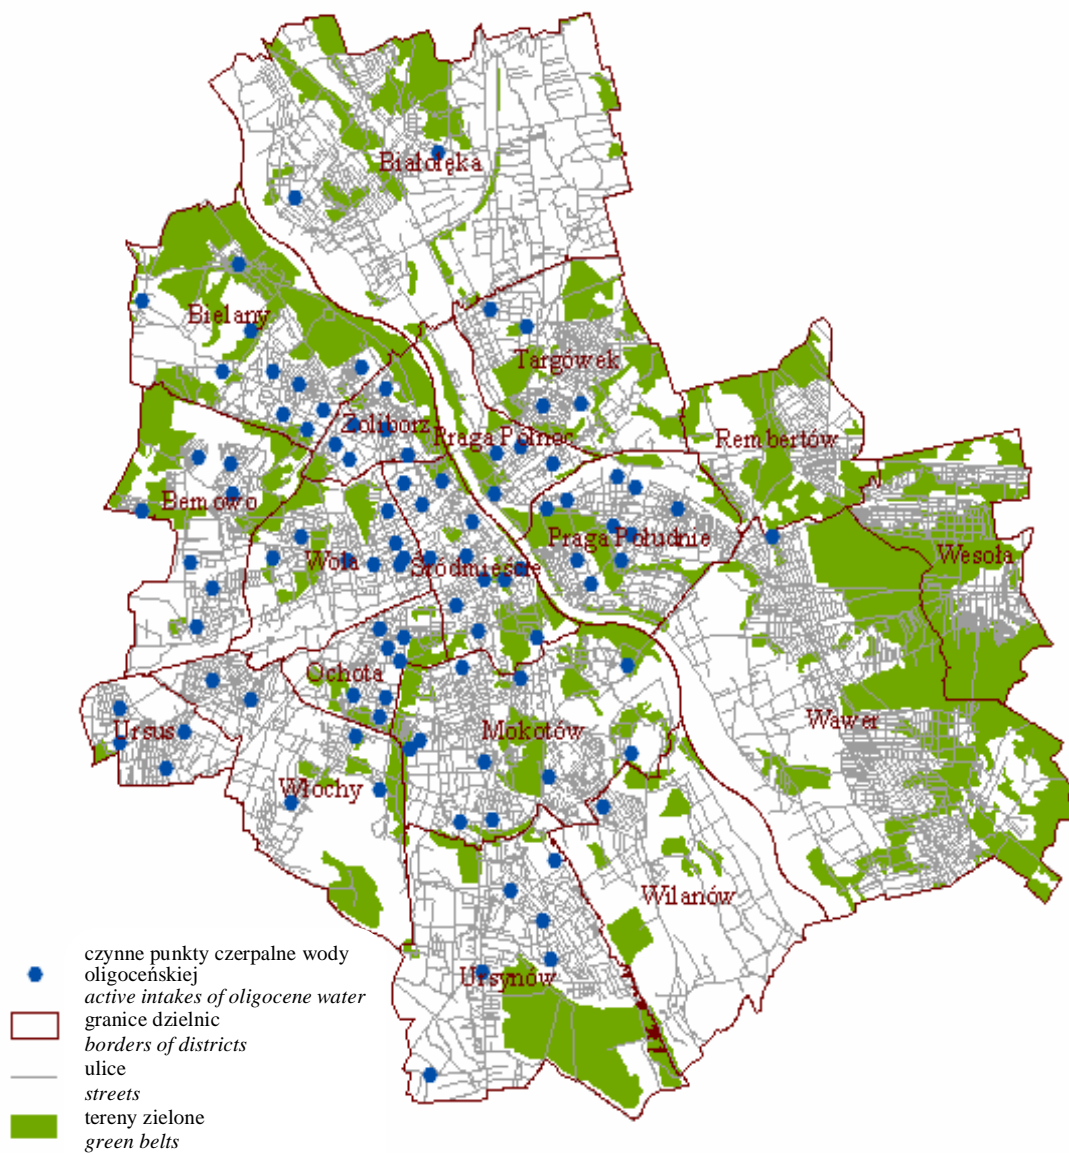 Białołęka
Bielany
Targówek
Żoliborz
Praga Północ
Rembertów
Bemowo
Praga Południe
Wesoła
Wola
Śródmieście
Ochota
Ursus
Mokotów
Wawer
Włochy
Wilanów
Ursynów
czynne punkty czerpalne wody
oligoceńskiej
active intakes of oligocene water
granice dzielnic
borders of districts
ulice
streets
tereny zielone
green belts